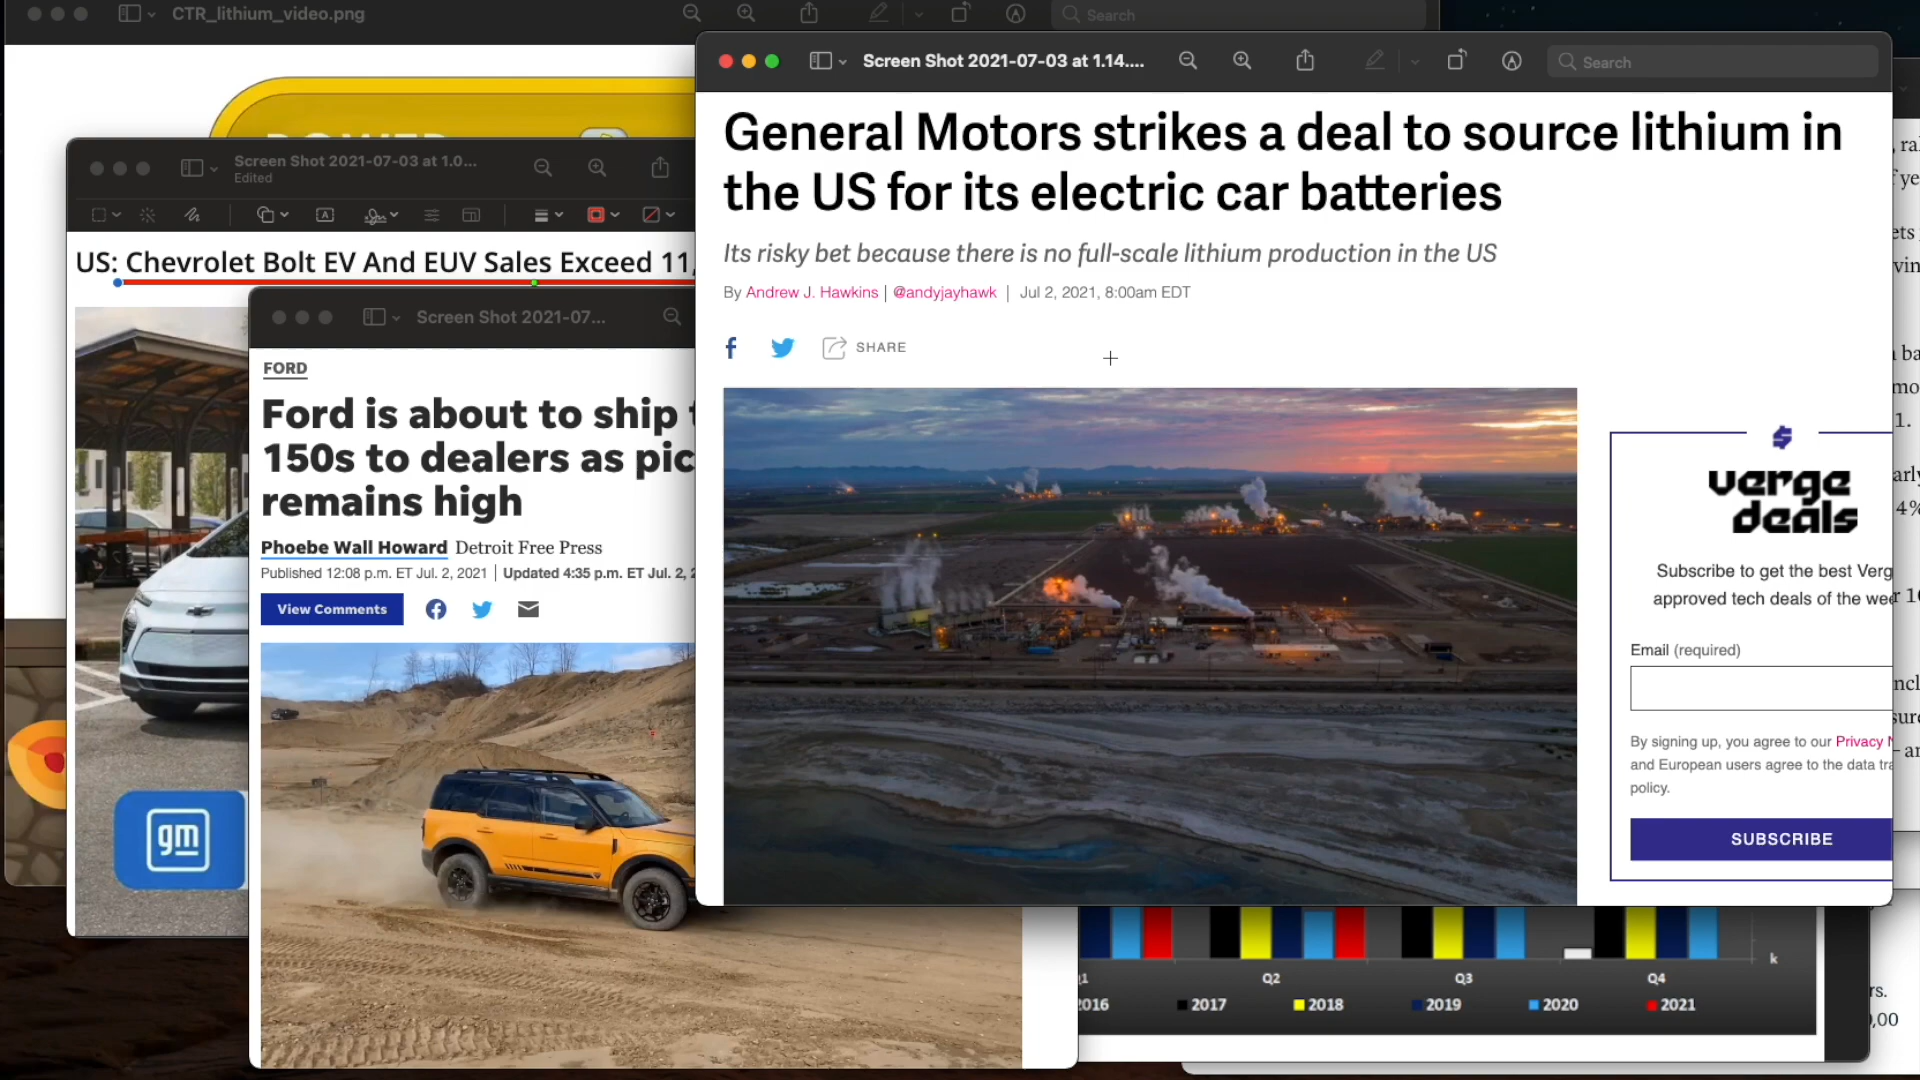 CTR_lithium_video.png
Search
Screen Shot 2021-07-03 at 1.14....
Search
General Motors strikes a deal to source lithium in
the US for its electric car batteries
Its risky bet because there is no full-scale lithium production in the US
By Andrew J. Hawkins | @andyjayhawk | Jul 2, 2021, 8:00am EDT
SHARE
verge
deals
Subscribe to get the best Verg
approved tech deals of the wee
Email (required)
By signing up, you agree to our Privacy N
and European users agree to the data tra
policy.
SUBSCRIBE
Screen Shot 2021-07-03 at 1.0...
Edited
US: Chevrolet Bolt EV And EUV Sales Exceed 11,
gm
Screen Shot 2021-07...
FORD
Ford is about to ship
150s to dealers as pic
remains high
Phoebe Wall Howard Detroit Free Press
Published 12:08 p.m. ET Jul. 2, 2021 | Updated 4:35 p.m. ET Jul. 2, 2
View Comments
Q1 Q2 Q3 Q4
k
2016 2017 2018 2019 2020 2021